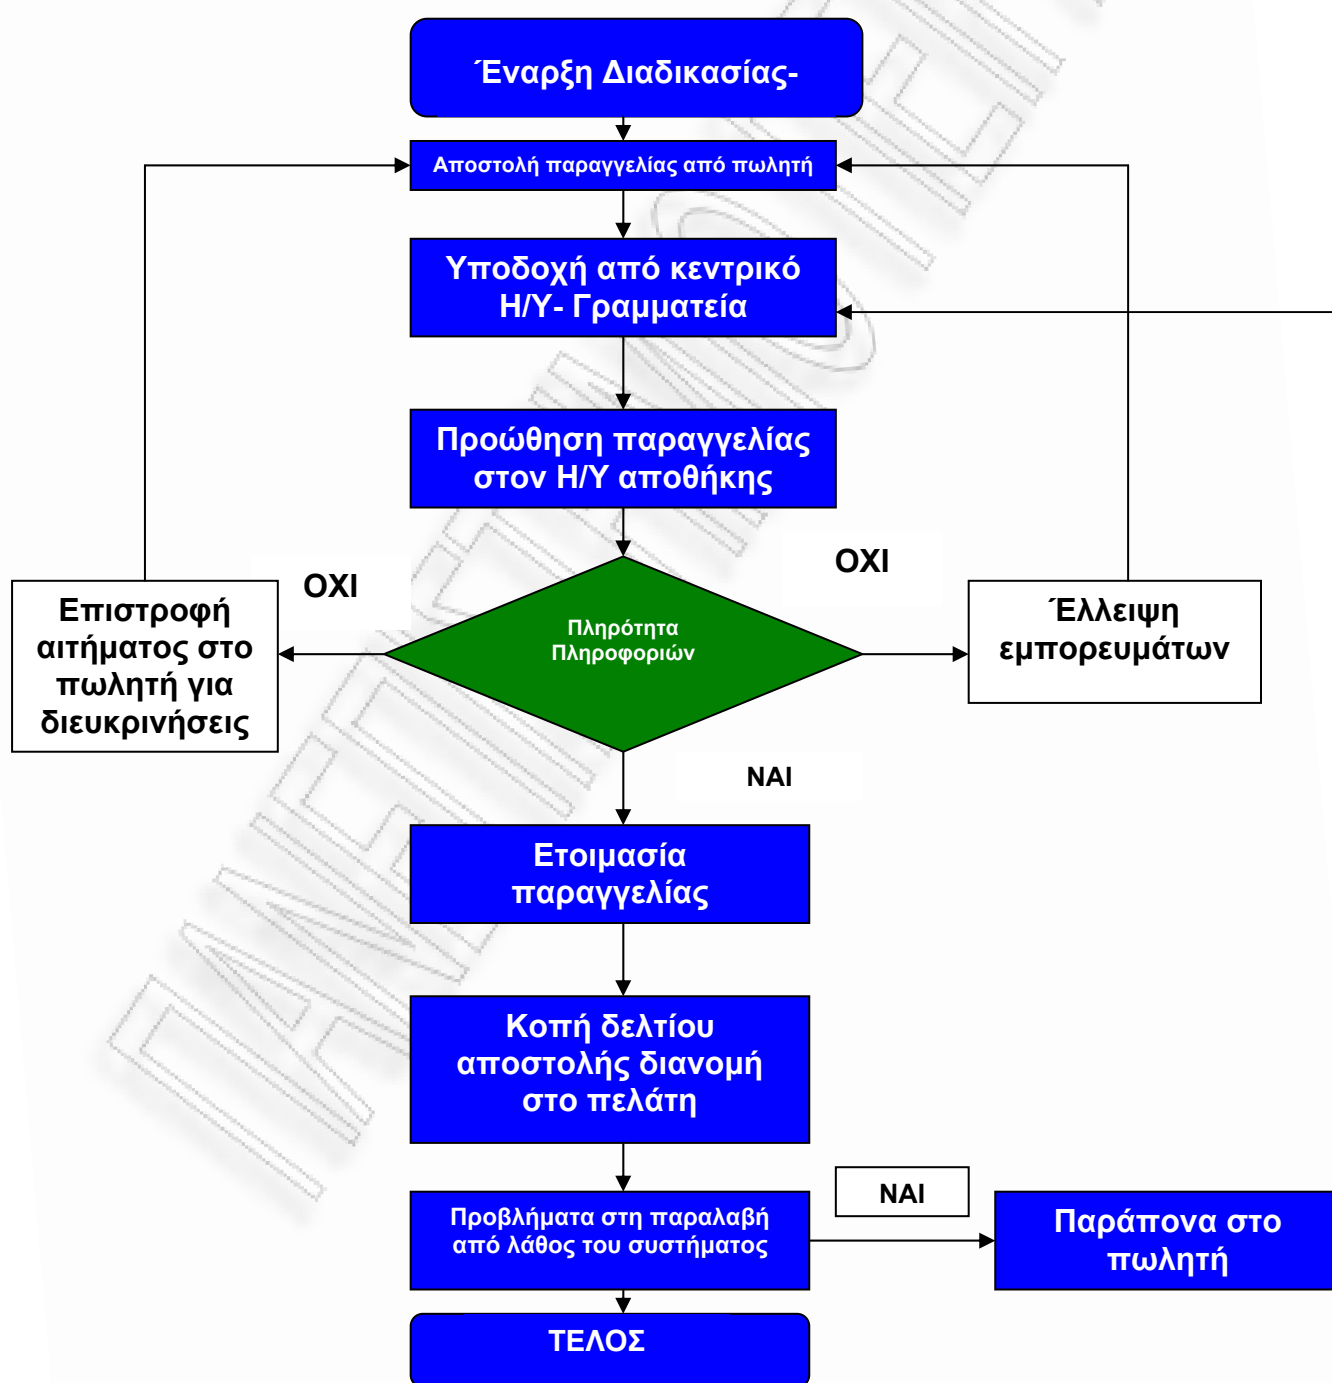 Έναρξη Διαδικασίας-
Αποστολή παραγγελίας από πωλητή
Υποδοχή από κεντρικό
Η/Υ- Γραμματεία
Προώθηση παραγγελίας
στον Η/Υ αποθήκης
ΟΧΙ
ΟΧΙ
Επιστροφή
αιτήματος στο
πωλητή για
διευκρινήσεις
Πληρότητα
Πληροφοριών
Έλλειψη
εμπορευμάτων
ΝΑΙ
Ετοιμασία
παραγγελίας
Κοπή δελτίου
αποστολής διανομή
στο πελάτη
Προβλήματα στη παραλαβή
από λάθος του συστήματος
ΝΑΙ
Παράπονα στο
πωλητή
ΤΕΛΟΣ